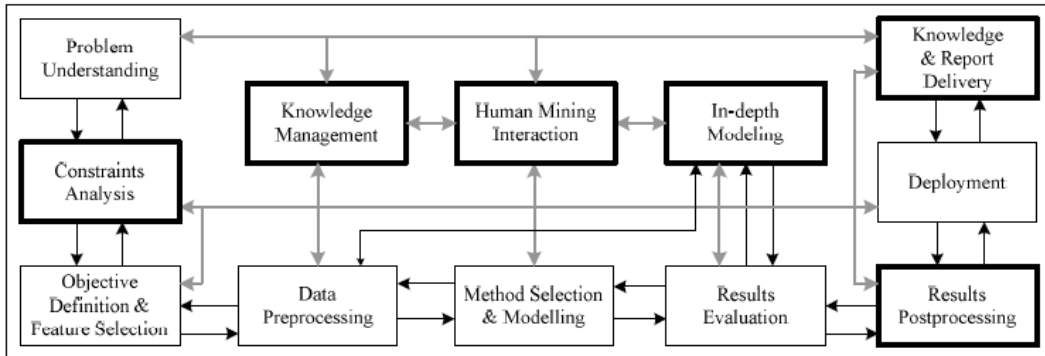 Problem
Understanding
Knowledge
& Report
Delivery
Knowledge
Management
Human Mining
Interaction
In-depth
Modeling
Constraints
Analysis
Deployment
Objective
Definition &
Feature Selection
Data
Preprocessing
Method Selection
& Modelling
Results
Evaluation
Results
Postprocessing